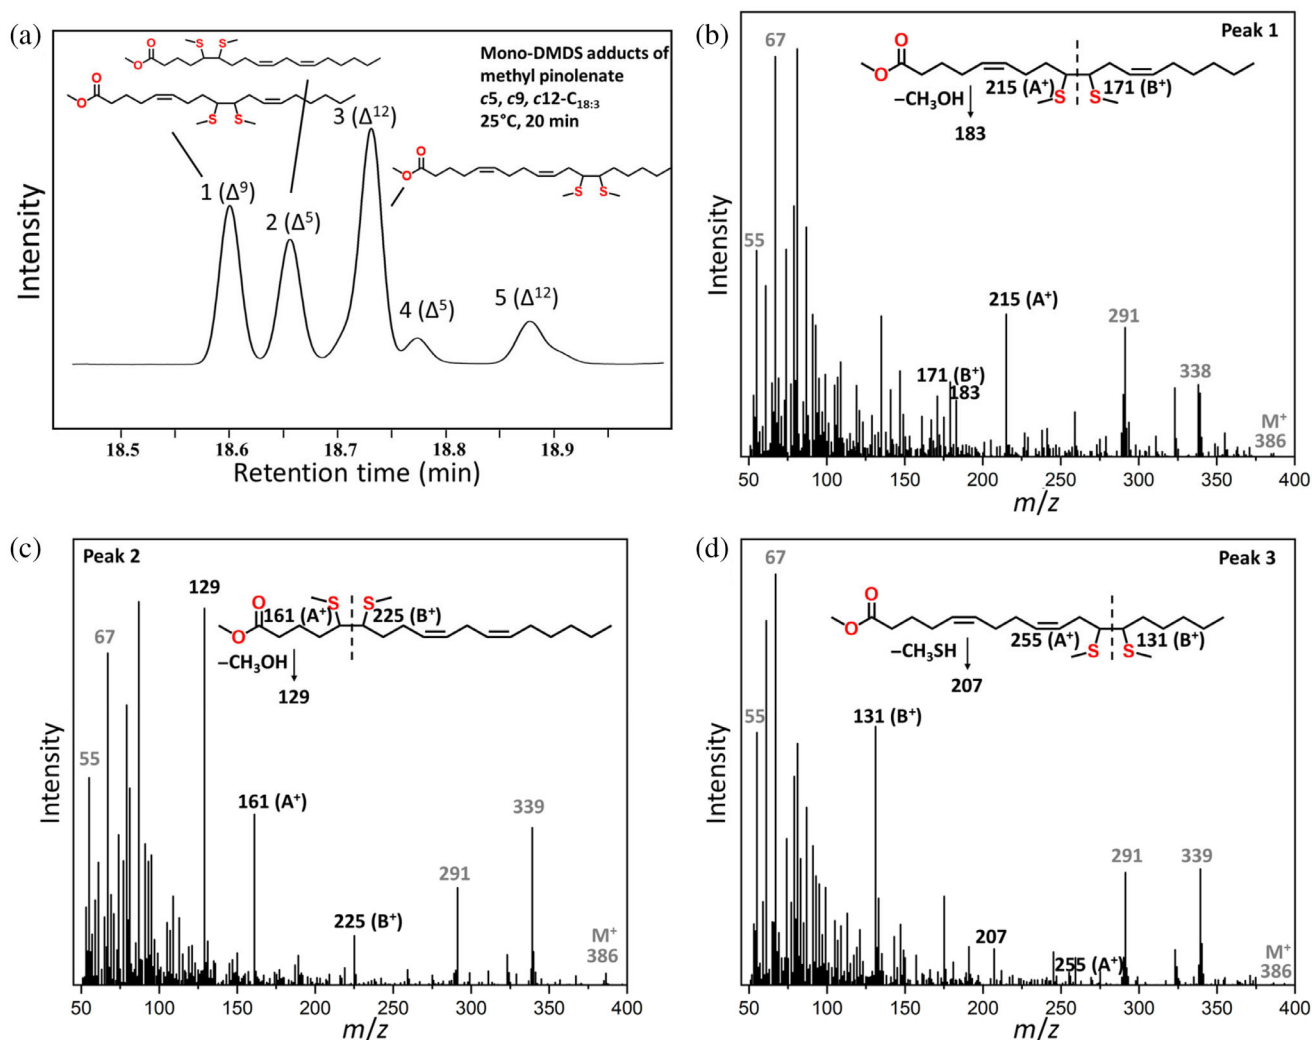 (a)
Mono-DMDS adducts of
methyl pinolenate
c5, c9, c12-C18:3
25°C, 20 min
O
O
S
S
O
O
S
S
O
O
S
S
1 (Δ⁹)
2 (Δ⁵)
3 (Δ¹²)
4 (Δ⁵)
5 (Δ¹²)
Intensity
18.5
18.6
18.7
18.8
18.9
Retention time (min)
(b)
Peak 1
67
O
O
215 (A⁺)
171 (B⁺)
S
S
–CH₃OH
183
55
215 (A⁺)
291
171 (B⁺)
183
338
M⁺
386
Intensity
50
100
150
200
250
300
350
400
m/z
(c)
Peak 2
129
O
O
161 (A⁺)
S
S
225 (B⁺)
–CH₃OH
129
67
55
161 (A⁺)
339
291
225 (B⁺)
M⁺
386
Intensity
50
100
150
200
250
300
350
400
m/z
(d)
67
Peak 3
O
O
255 (A⁺)
131 (B⁺)
S
S
–CH₃SH
207
55
131 (B⁺)
291
339
207
255 (A⁺)
M⁺
386
Intensity
50
100
150
200
250
300
350
400
m/z